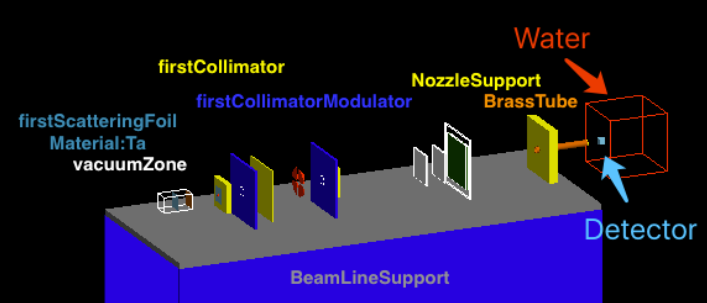 Water
firstCollimator
NozzleSupport
firstCollimatorModulator
BrassTube
firstScatteringFoil
Material:Ta
vacuumZone
Detector
BeamLineSupport